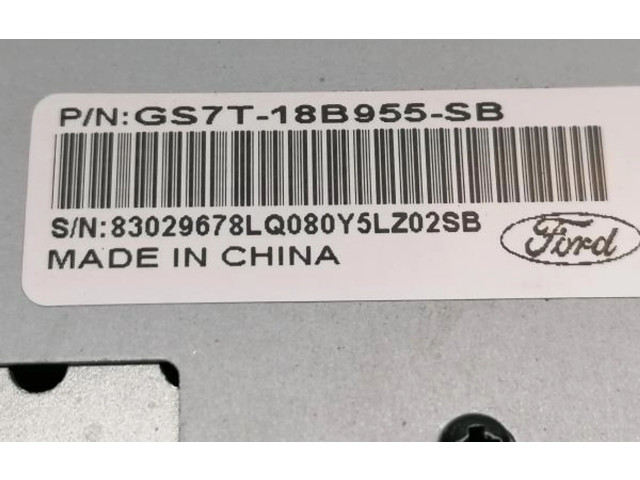 P/N:GS7T-18B955-SB
S/N:83029678LQ080Y5LZ02SB
Ford
MADE IN CHINA